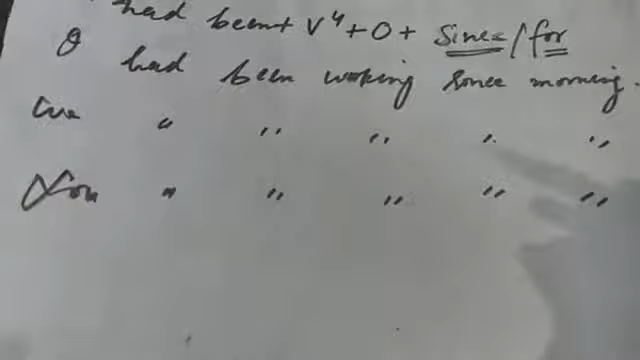 had been + V⁴ + O + Since / for
I had been working since morning.
We " " " " "
You " " " " "